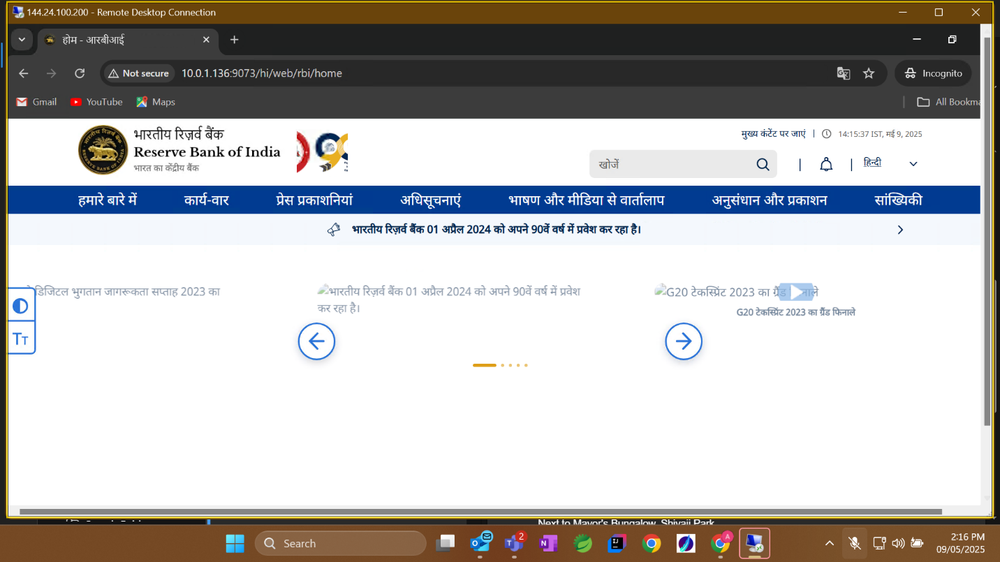 144.24.100.200 - Remote Desktop Connection
होम - आरबीआई
Not secure
10.0.1.136:9073/hi/web/rbi/home
Incognito
Gmail
YouTube
Maps
All Bookma
भारतीय रिज़र्व बैंक
Reserve Bank of India
भारत का केंद्रीय बैंक
मुख्य कंटेंट पर जाएं
14:15:37 IST, मई 9, 2025
खोजें
हिन्दी
हमारे बारे में
कार्य-वार
प्रेस प्रकाशनियां
अधिसूचनाएं
भाषण और मीडिया से वार्तालाप
अनुसंधान और प्रकाशन
सांख्यिकी
भारतीय रिज़र्व बैंक 01 अप्रैल 2024 को अपने 90वें वर्ष में प्रवेश कर रहा है।
डिजिटल भुगतान जागरूकता सप्ताह 2023 का
भारतीय रिज़र्व बैंक 01 अप्रैल 2024 को अपने 90वें वर्ष में प्रवेश
कर रहा है।
G20 टेकस्प्रिंट 2023 का ग्रैंड
G20 टेकस्प्रिंट 2023 का ग्रैंड फिनाले
TT
Next to Mayor's Bungalow, Shivaji Park
Search
2
A
2:16 PM
09/05/2025